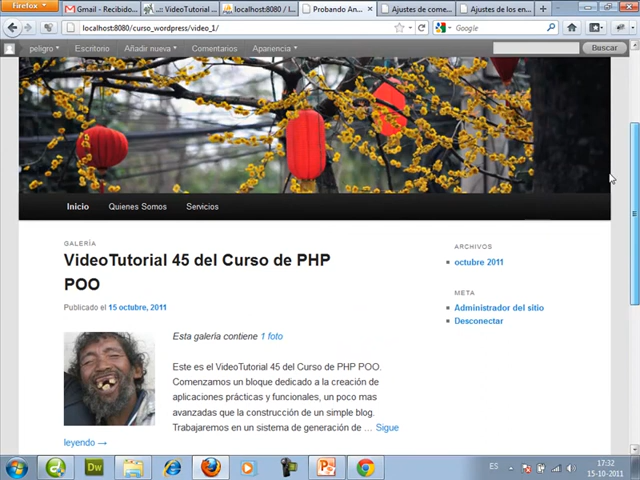 Firefox
Gmail - Recibido...
.:: VideoTutorial ...
localhost:8080 / l...
Probando An...
Ajustes de come...
Ajustes de los en...
localhost:8080/curso_wordpress/video_1/
Google
peligro
Escritorio
Añadir nueva
Comentarios
Apariencia
Buscar
Inicio
Quienes Somos
Servicios
GALERÍA
VideoTutorial 45 del Curso de PHP
POO
Publicado el 15 octubre, 2011
Esta galería contiene 1 foto
Este es el VideoTutorial 45 del Curso de PHP POO.
Comenzamos un bloque dedicado a la creación de
aplicaciones prácticas y funcionales, un poco mas
avanzadas que la construcción de un simple blog.
Trabajaremos en un sistema de generación de … Sigue
leyendo →
ARCHIVOS
octubre 2011
META
Administrador del sitio
Desconectar
Dw
ES
17:32
15-10-2011